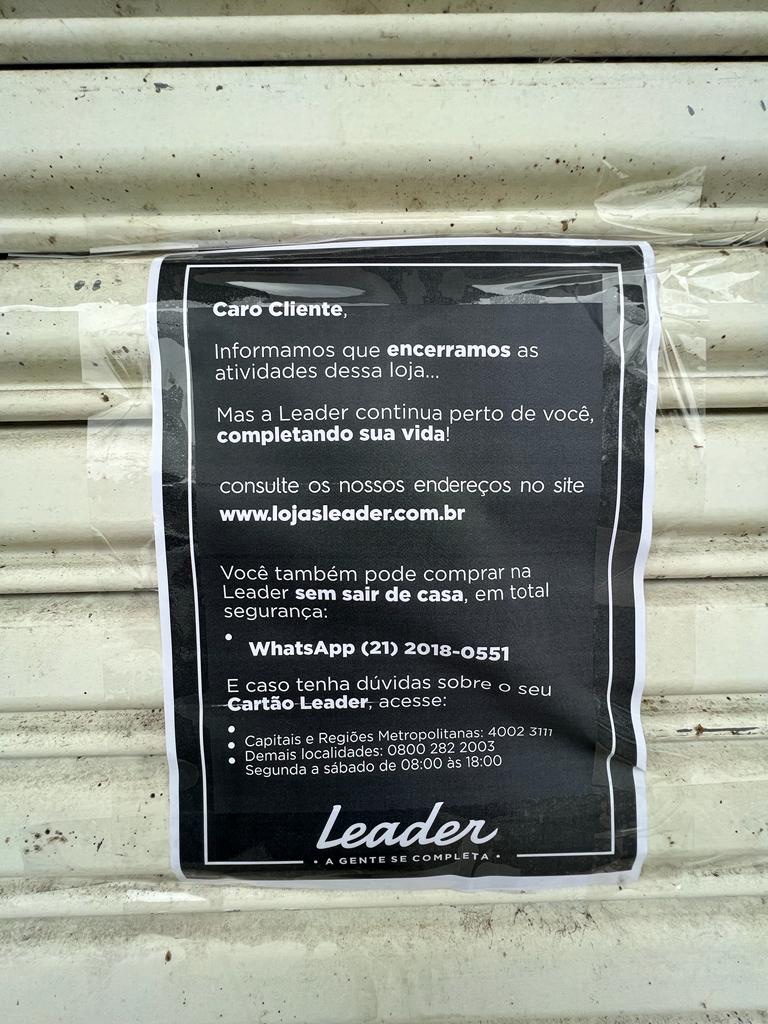 Caro Cliente,
Informamos que encerramos as
atividades dessa loja...
Mas a Leader continua perto de você,
completando sua vida!
consulte os nossos endereços no site
www.lojasleader.com.br
Você também pode comprar na
Leader sem sair de casa, em total
segurança:
• WhatsApp (21) 2018-0551
E caso tenha dúvidas sobre o seu
Cartão Leader, acesse:
•
• Capitais e Regiões Metropolitanas: 4002 3111
• Demais localidades: 0800 282 2003
Segunda a sábado de 08:00 às 18:00
Leader
• A GENTE SE COMPLETA •